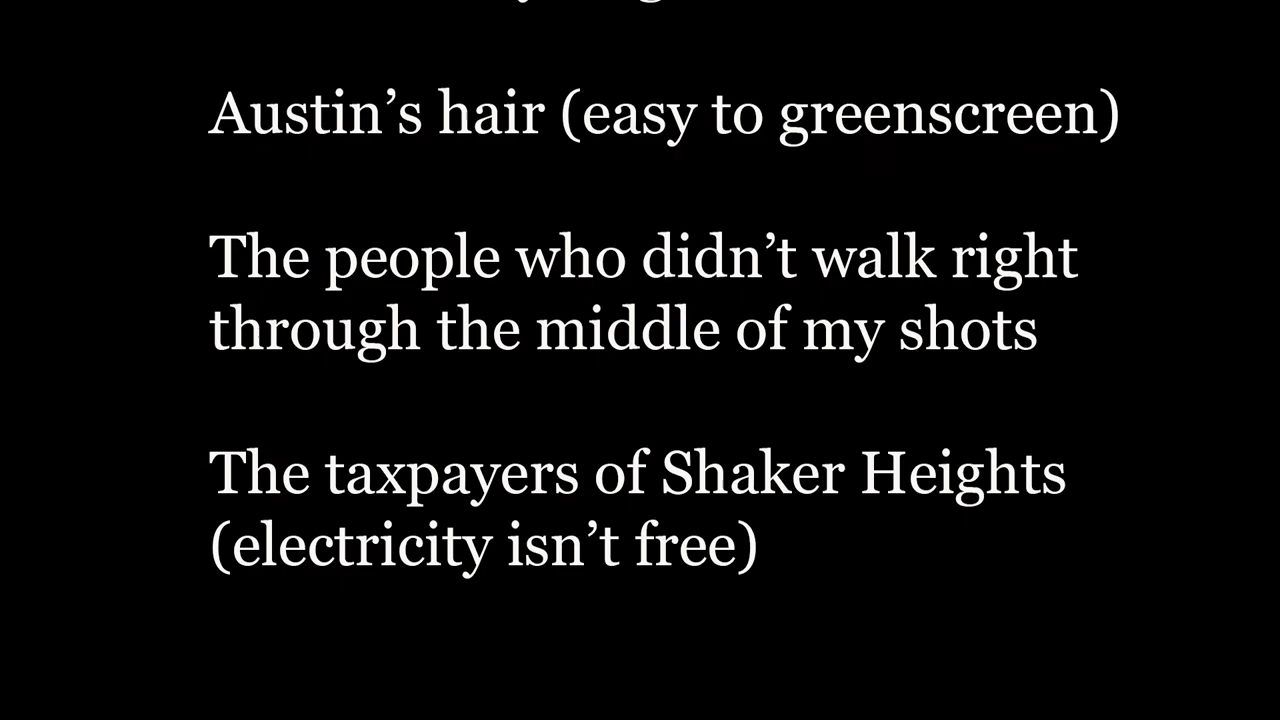 Austin’s hair (easy to greenscreen)
The people who didn’t walk right
through the middle of my shots
The taxpayers of Shaker Heights
(electricity isn’t free)